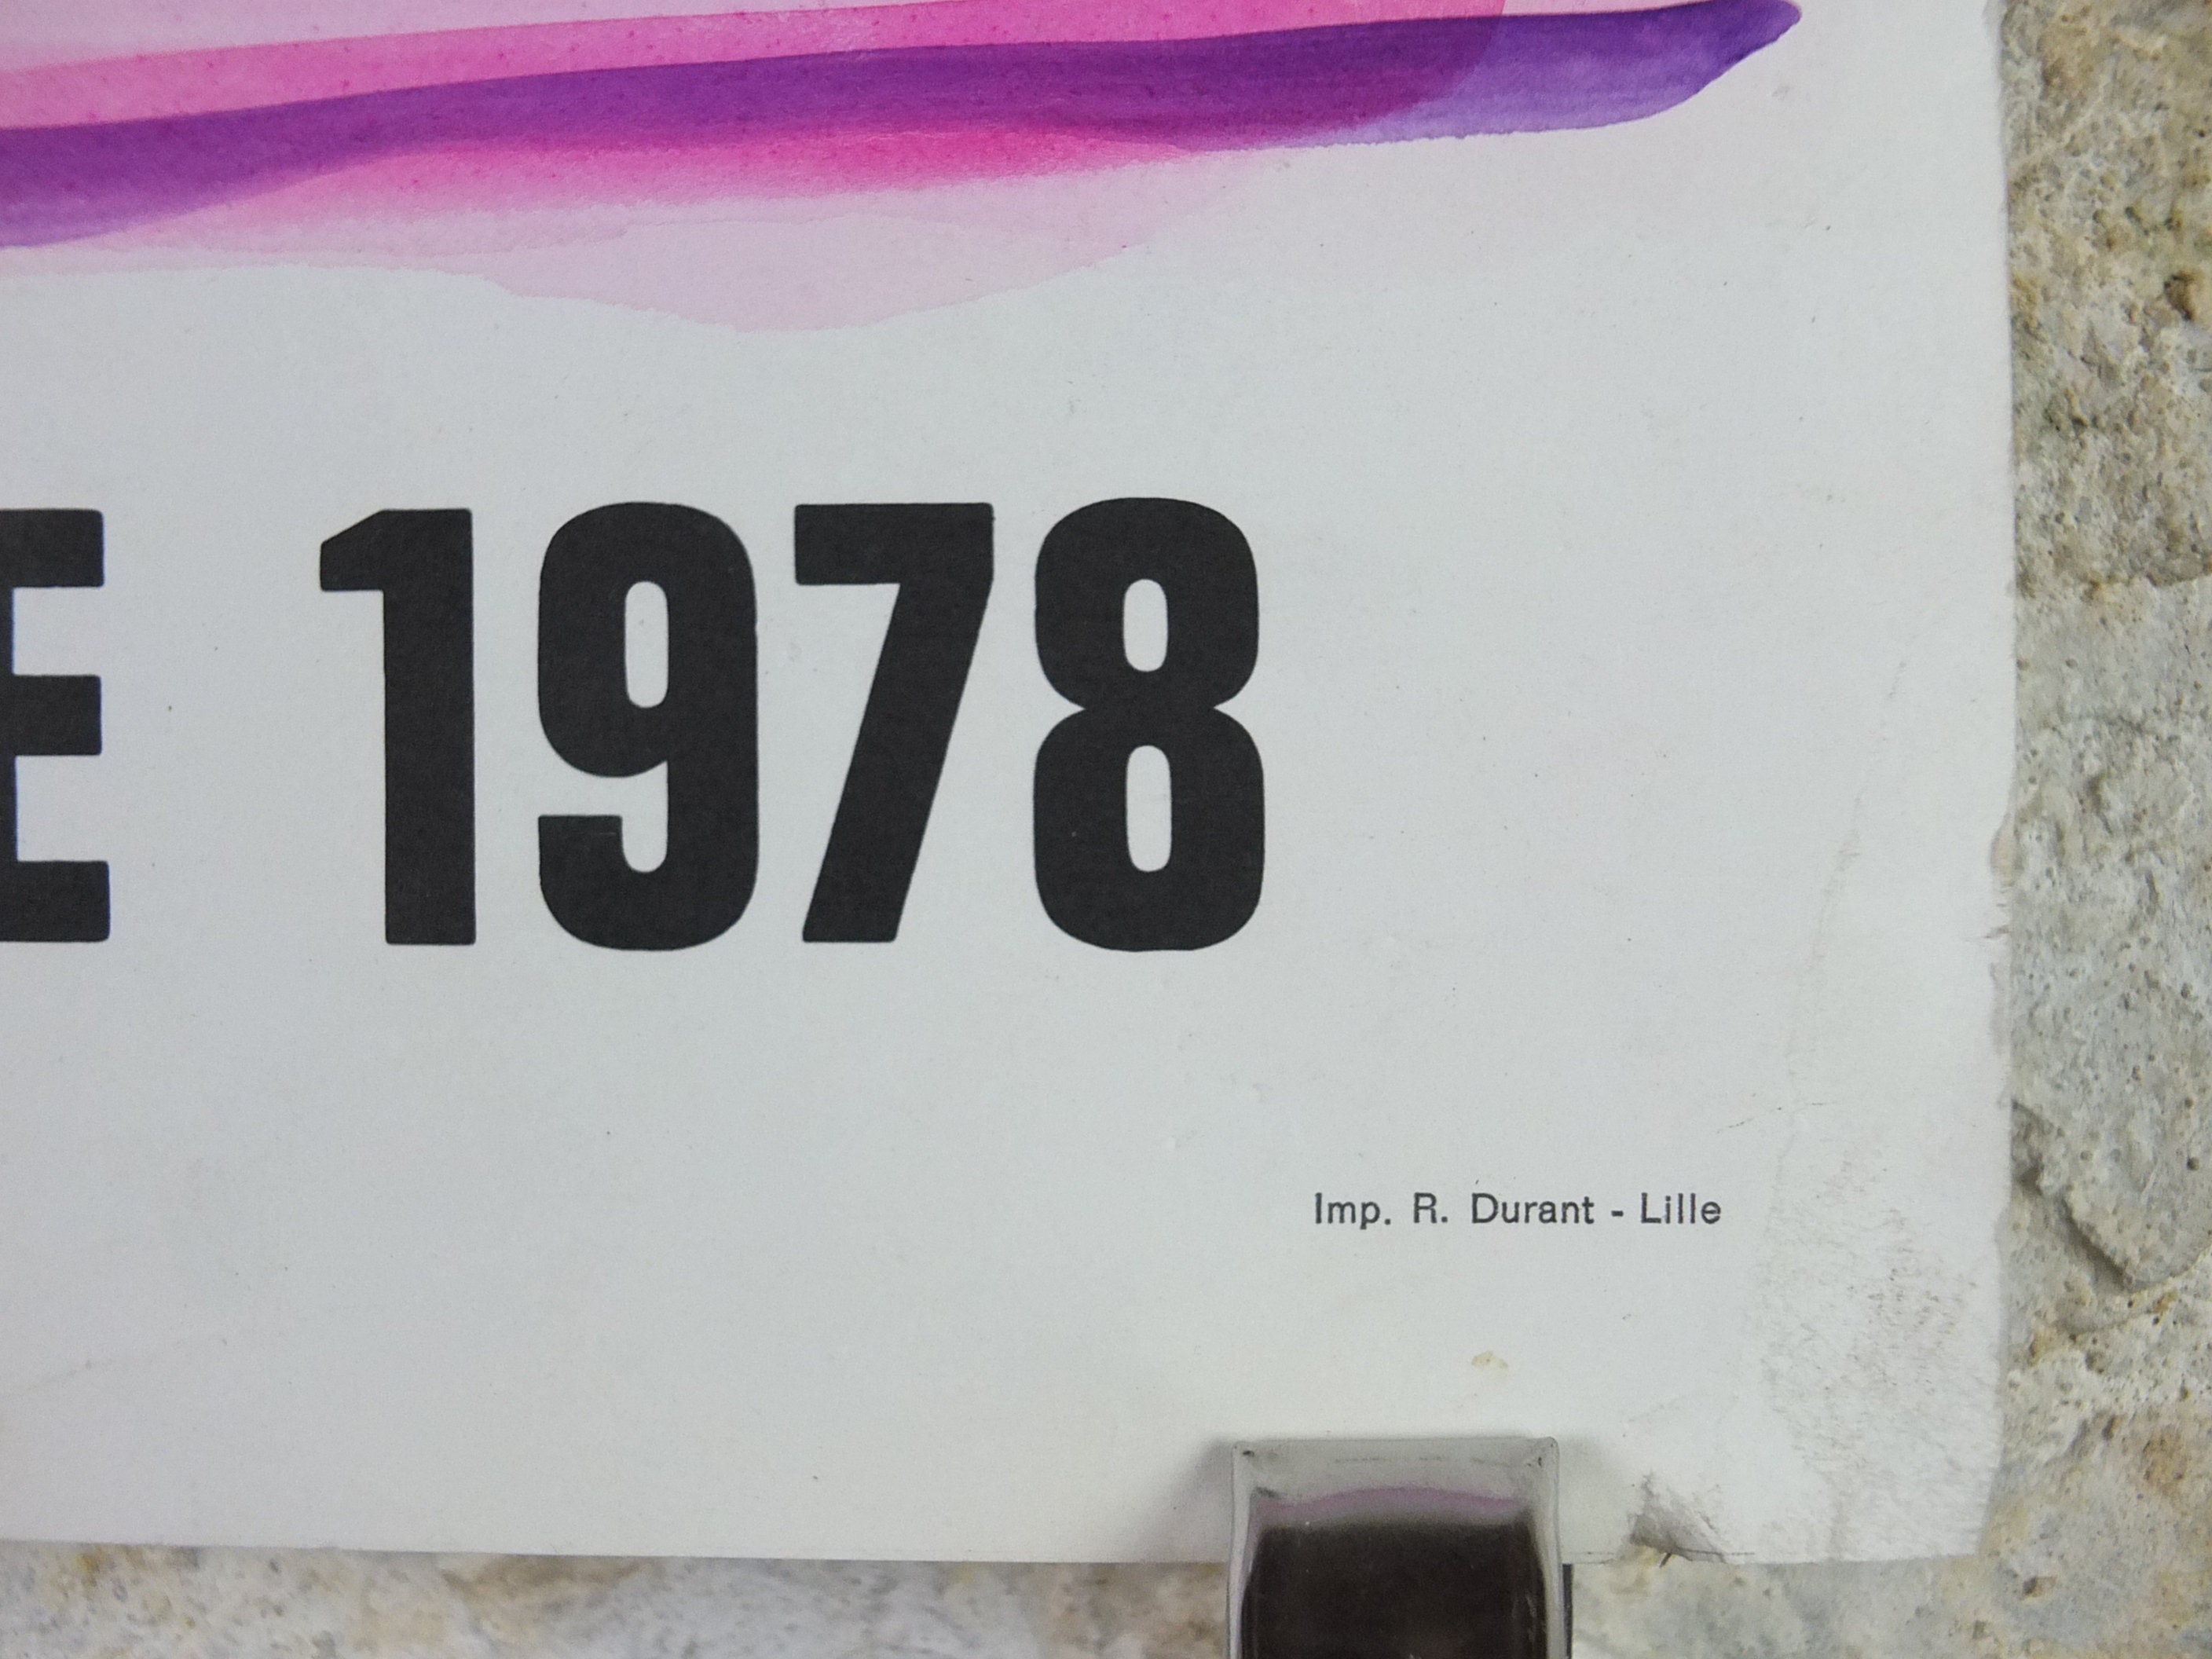 E 1978
Imp. R. Durant - Lille